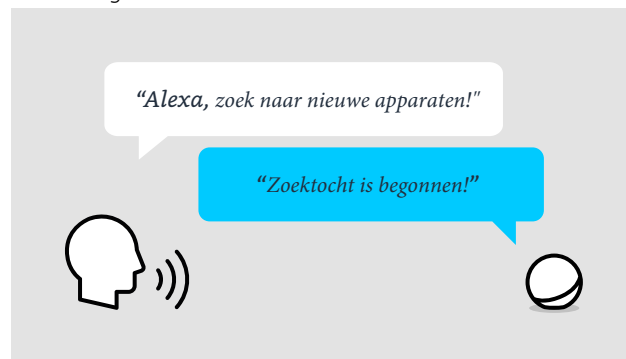 “Alexa, zoek naar nieuwe apparaten!"
“Zoektocht is begonnen!”